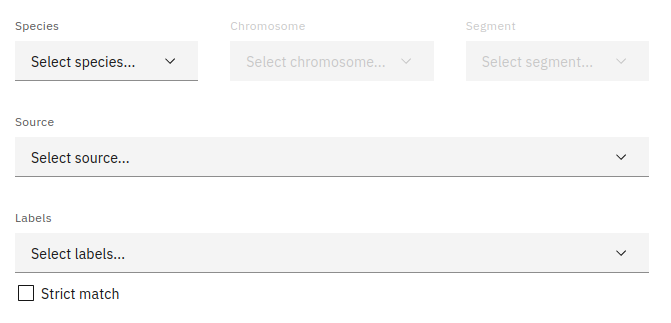 Species Chromosome Segment
Select species... Select chromosome... Select segment...
Source
Select source...
Labels
Select labels...
Strict match